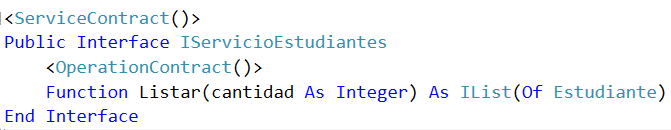 <ServiceContract()>
Public Interface IServicioEstudiantes
    <OperationContract()>
    Function Listar(cantidad As Integer) As IList(Of Estudiante)
End Interface